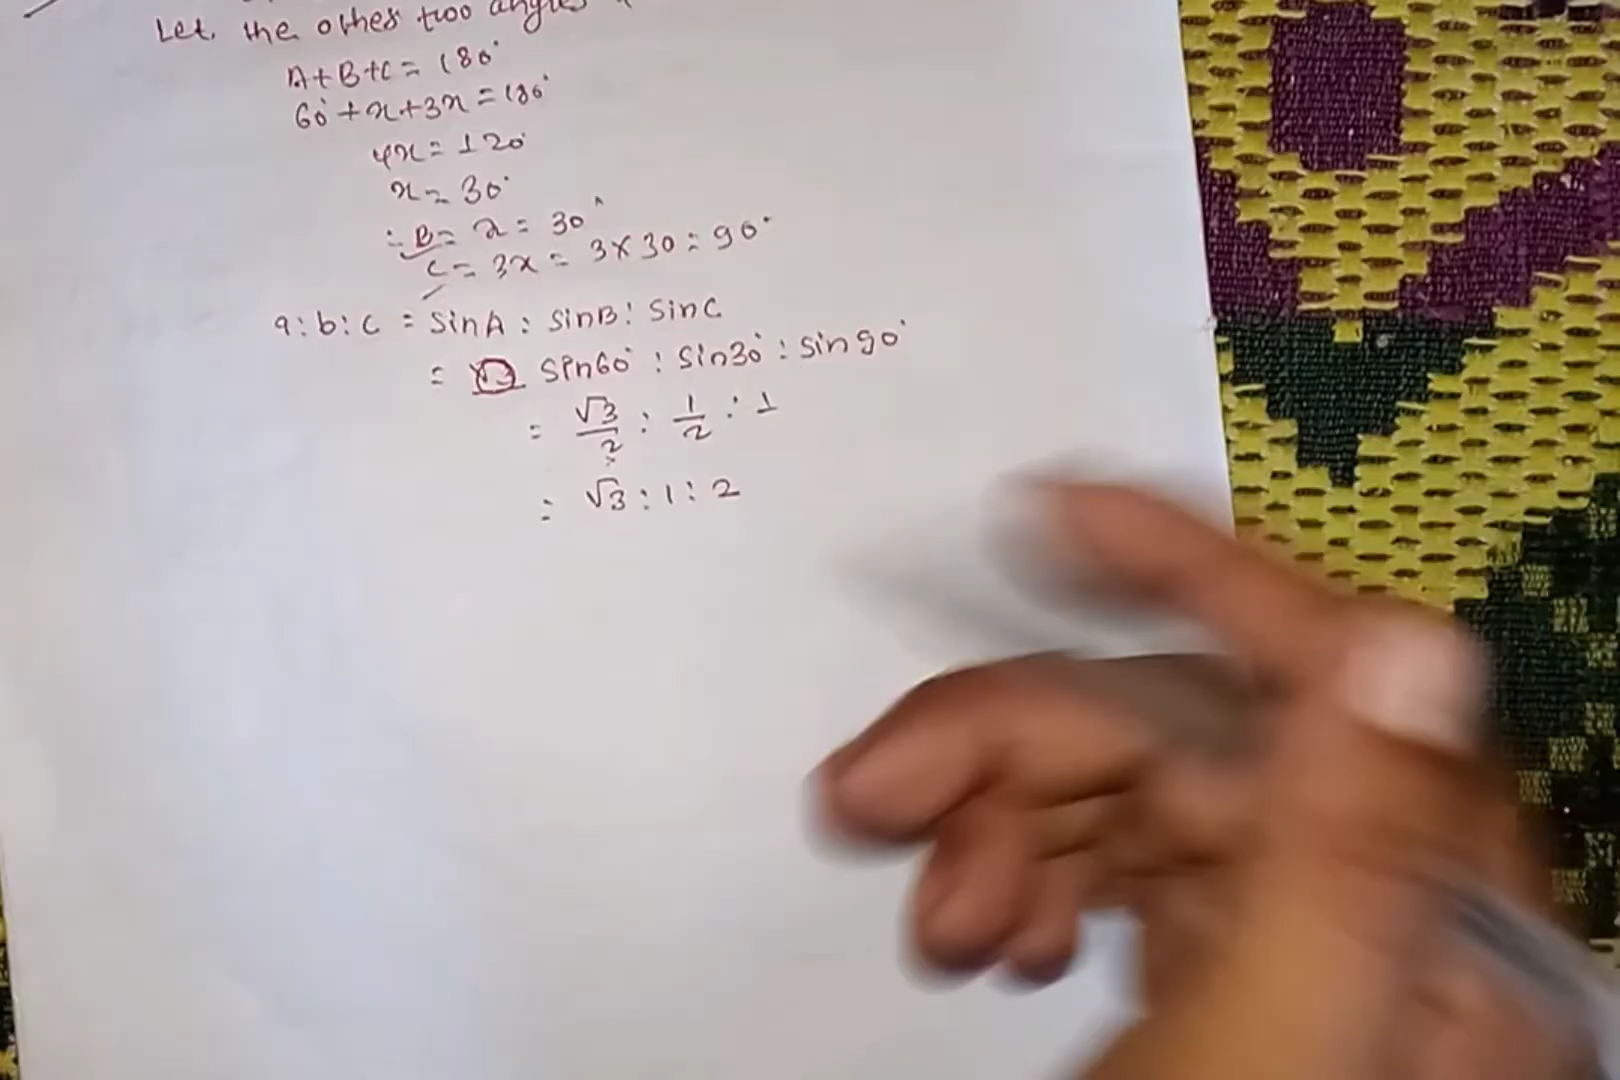 Let. the other two angles
A+B+C = 180°
60°+x+3x = 180°
4x = 120°
x = 30°
∴ B = x = 30°
C = 3x = 3×30 = 90°
a:b:c = sinA : sinB : sinC
= sin60° : sin30° : sin90°
= √3/2 : 1/2 : 1
= √3 : 1 : 2